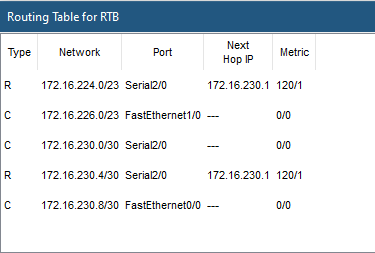 Routing Table for RTB
Type Network Port Next Hop IP Metric
R 172.16.224.0/23 Serial2/0 172.16.230.1 120/1
C 172.16.226.0/23 FastEthernet1/0 --- 0/0
C 172.16.230.0/30 Serial2/0 --- 0/0
R 172.16.230.4/30 Serial2/0 172.16.230.1 120/1
C 172.16.230.8/30 FastEthernet0/0 --- 0/0